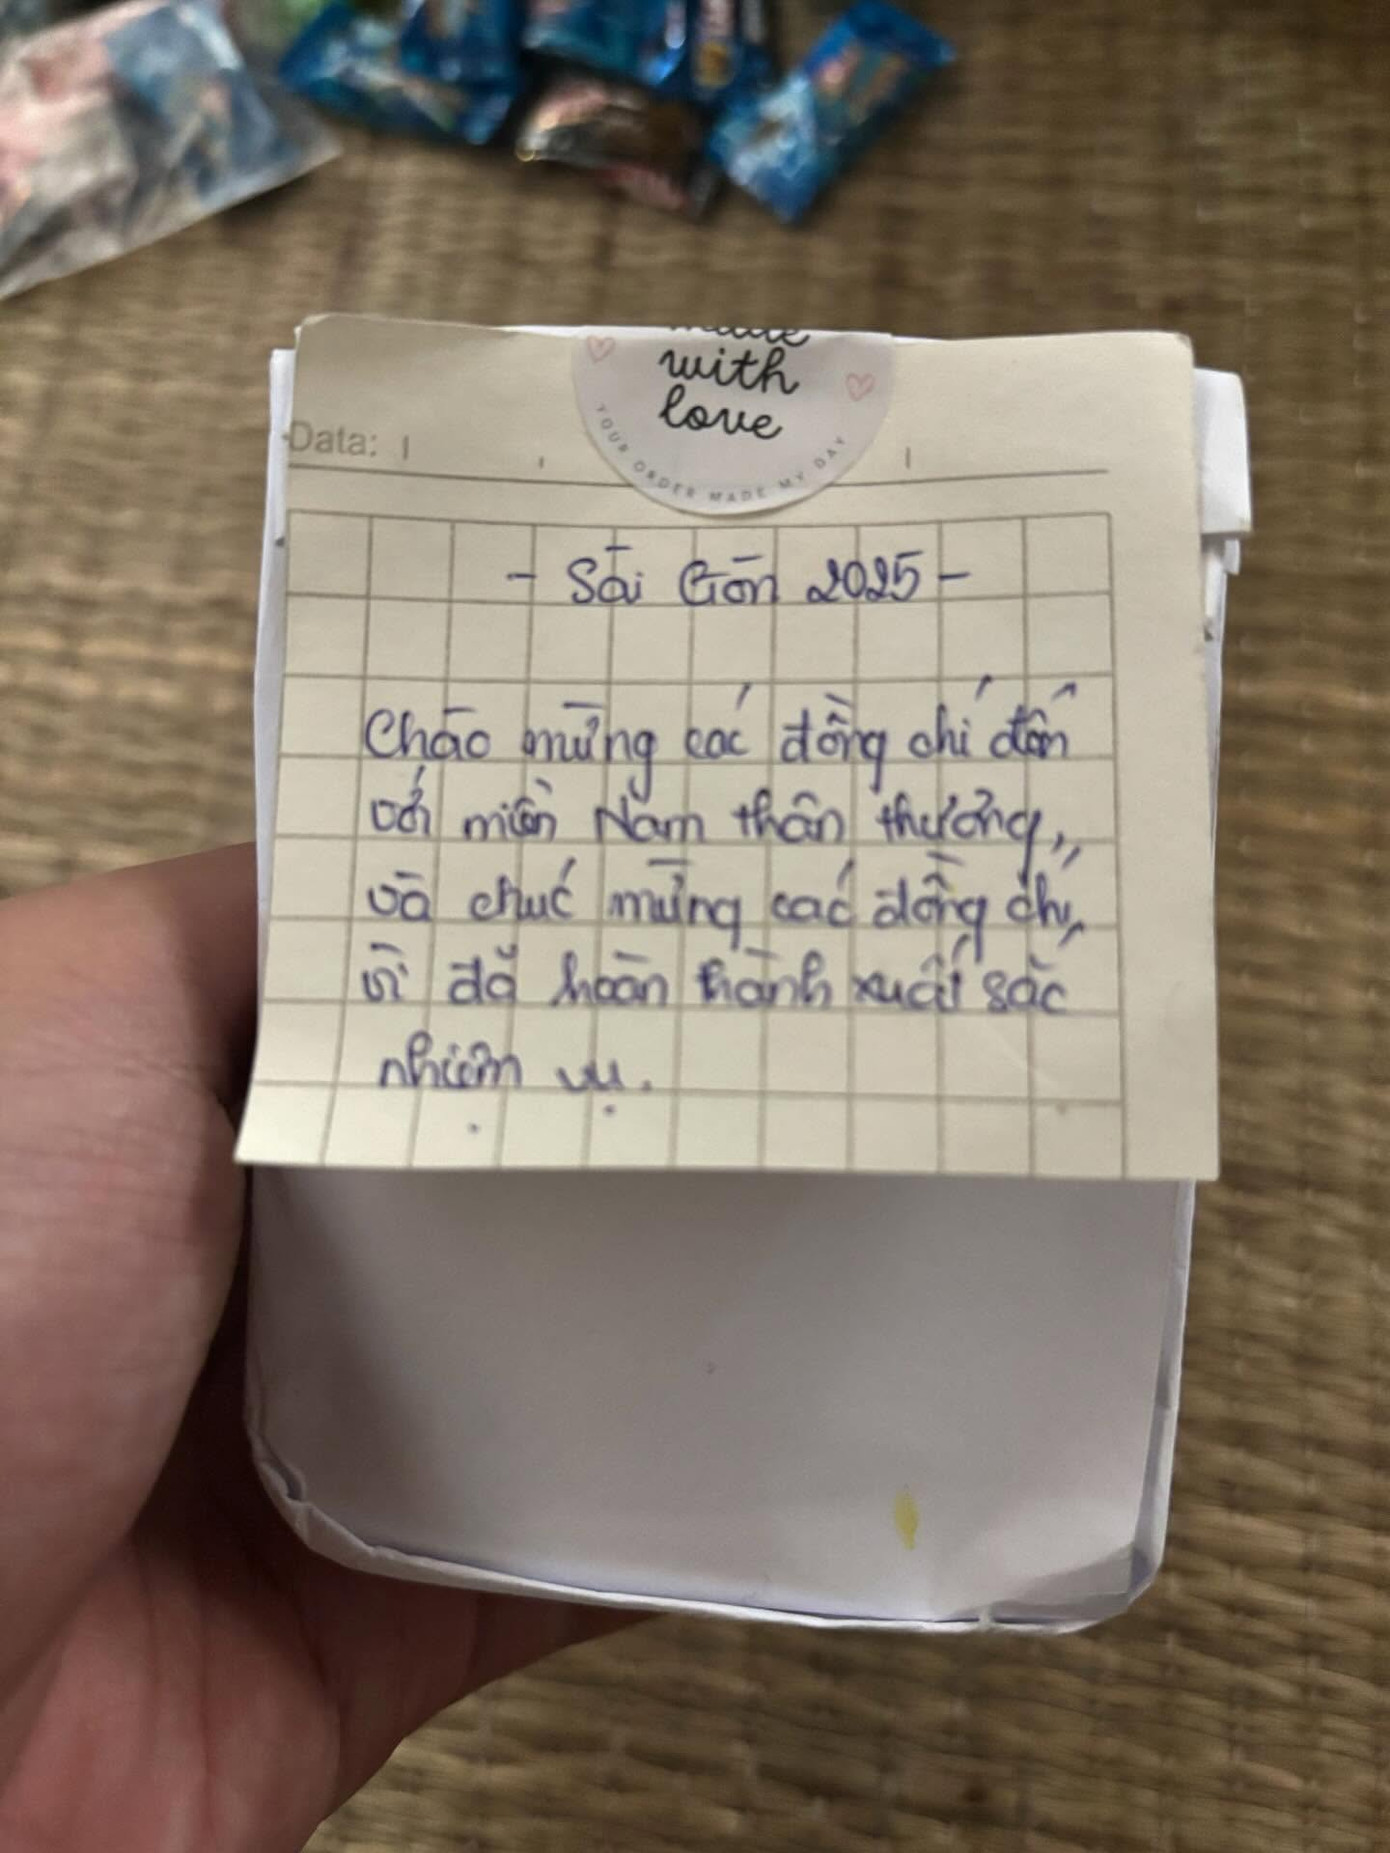 made
with
love
YOUR ORDER MADE MY DAY
Data:
- Sài Gòn 2025 -
Chào mừng các đồng chí đến
với miền Nam thân thương,,
và chúc mừng các đồng chí,
vì đã hoàn thành xuất sắc
nhiệm vụ.